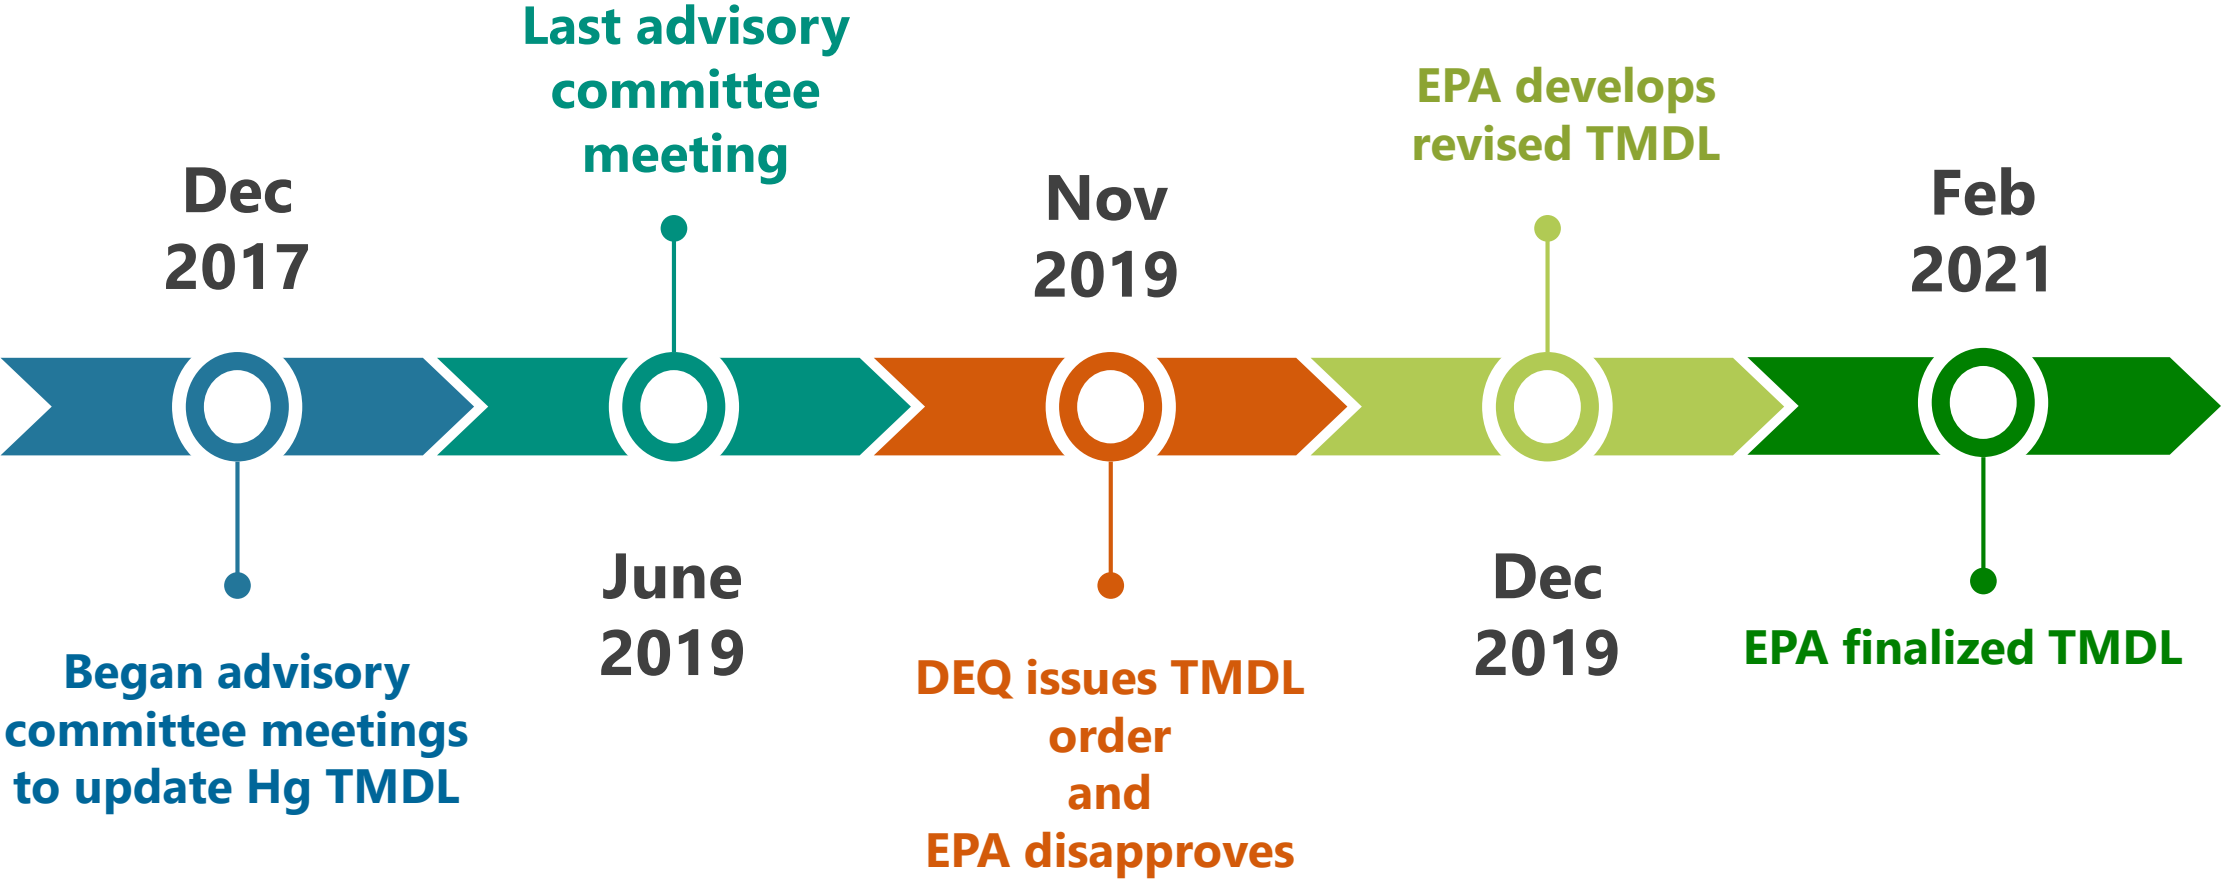 Dec
2017
Began advisory
committee meetings
to update Hg TMDL
Last advisory
committee
meeting
June
2019
Nov
2019
DEQ issues TMDL
order
and
EPA disapproves
EPA develops
revised TMDL
Dec
2019
Feb
2021
EPA finalized TMDL